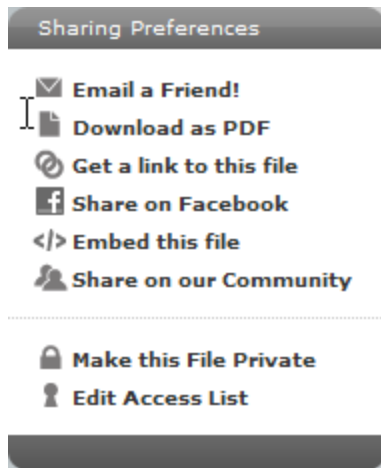 Sharing Preferences
Email a Friend!
Download as PDF
Get a link to this file
Share on Facebook
Embed this file
Share on our Community
Make this File Private
Edit Access List